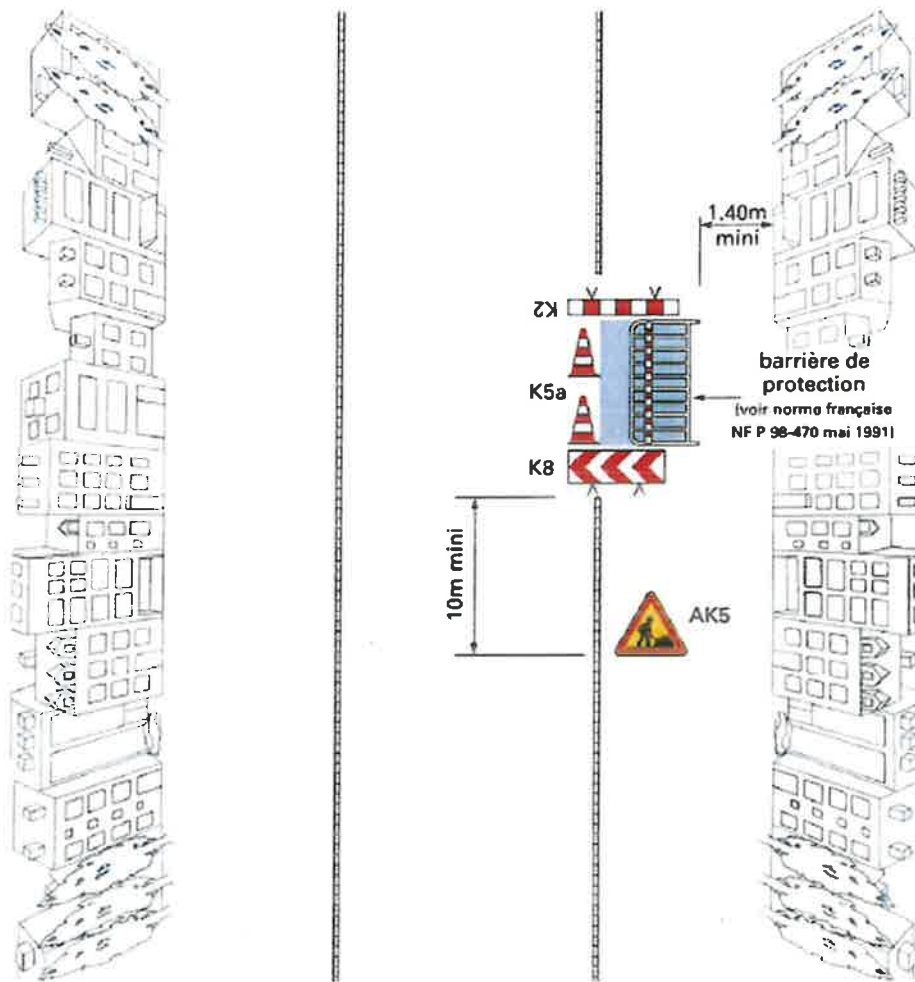 1.40m
mini
K2
K5a
barrière de
protection
(voir norme française
NF P 98-470 mai 1991)
K8
10m mini
AK5